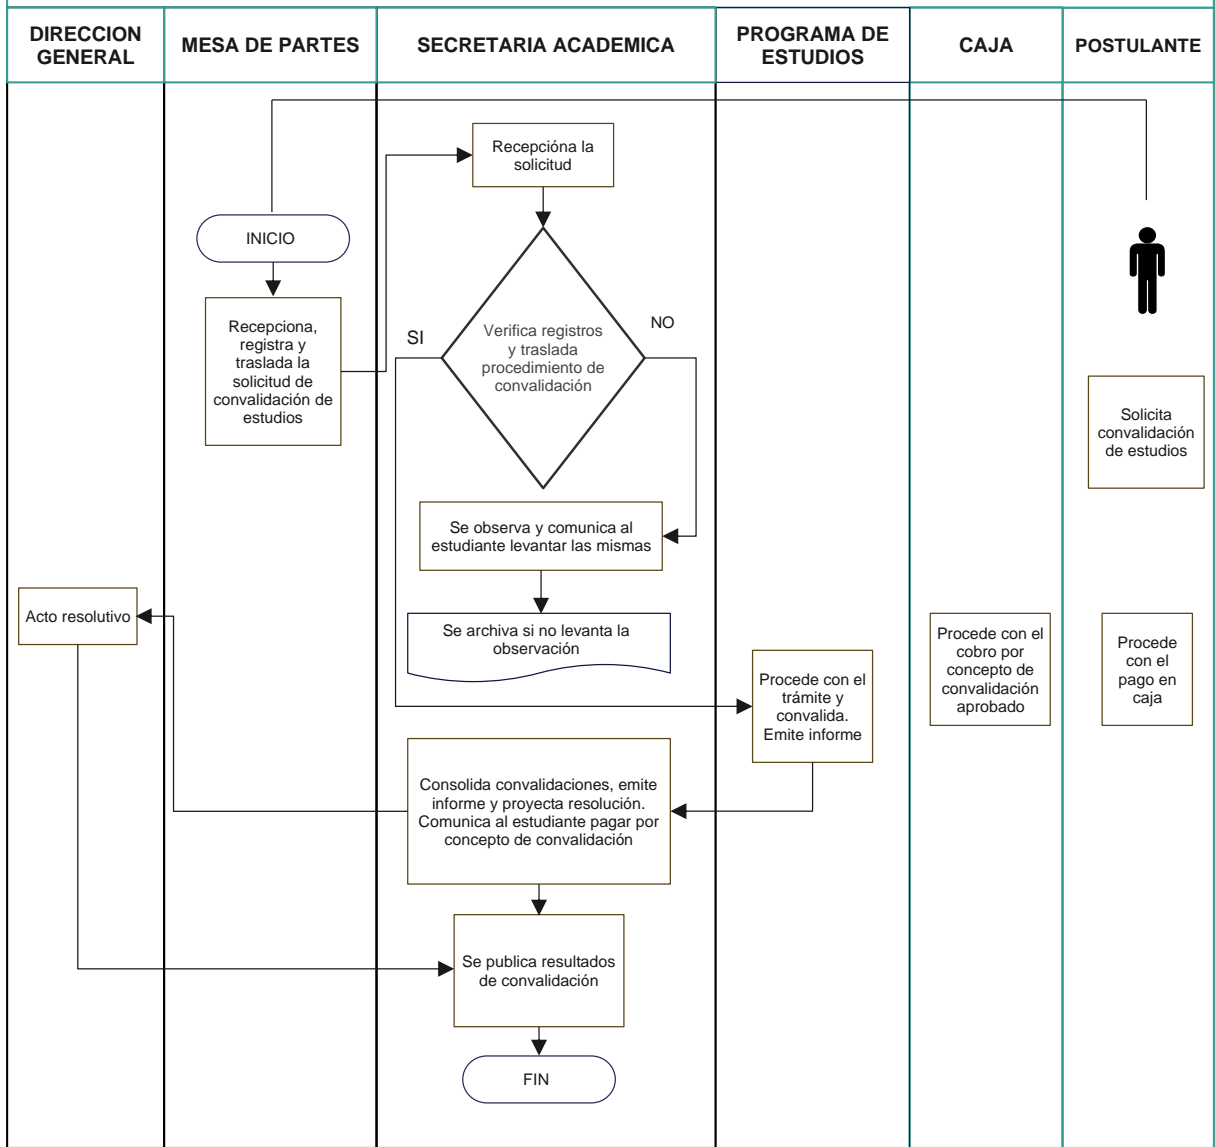 DIRECCION
GENERAL
MESA DE PARTES
SECRETARIA ACADEMICA
PROGRAMA DE
ESTUDIOS
CAJA
POSTULANTE
Recepcióna la
solicitud
INICIO
Recepciona,
registra y
traslada la
solicitud de
convalidación de
estudios
SI
Verifica registros
y traslada
procedimiento de
convalidación
NO
Solicita
convalidación
de estudios
Se observa y comunica al
estudiante levantar las mismas
Acto resolutivo
Se archiva si no levanta la
observación
Procede con el
trámite y
convalida.
Emite informe
Procede con el
cobro por
concepto de
convalidación
aprobado
Procede
con el
pago en
caja
Consolida convalidaciones, emite
informe y proyecta resolución.
Comunica al estudiante pagar por
concepto de convalidación
Se publica resultados
de convalidación
FIN